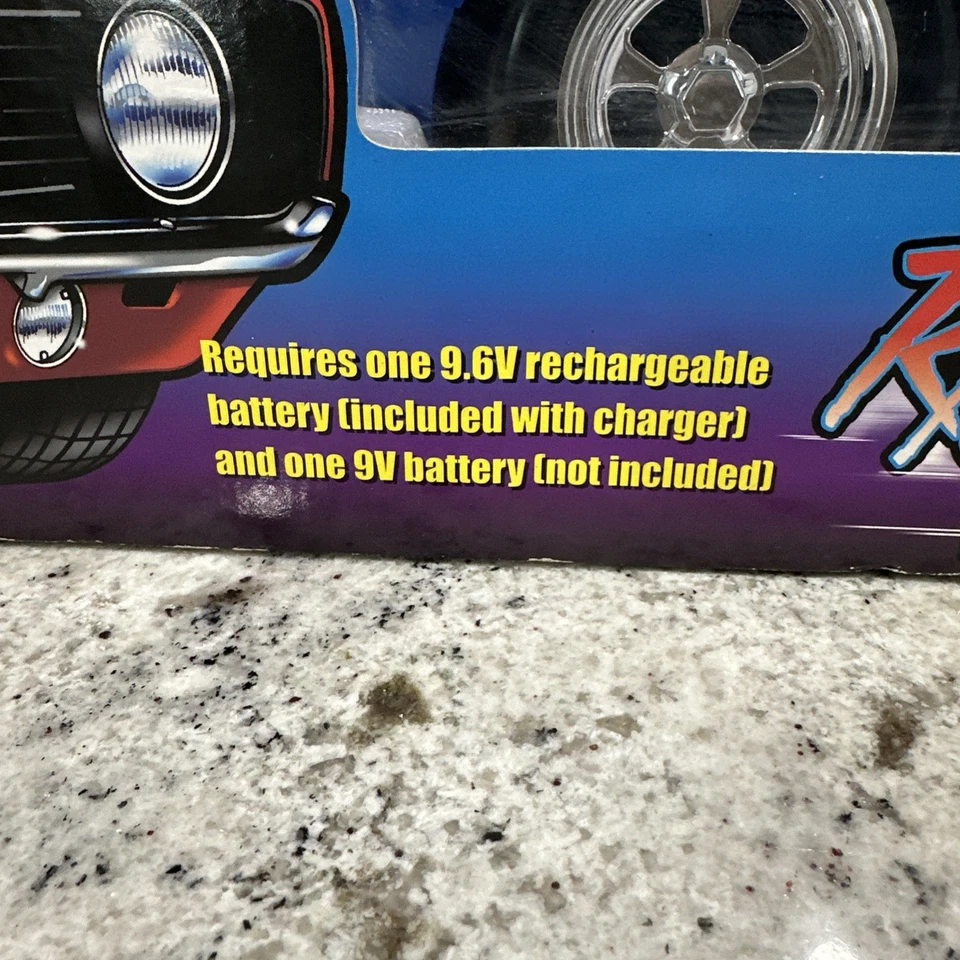 Requires one 9.6V rechargeable
battery (included with charger)
and one 9V battery (not included)